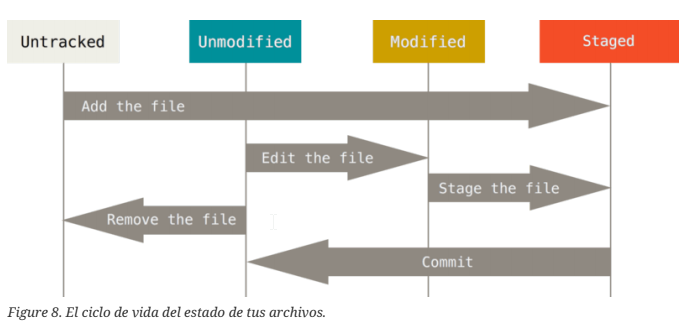 Untracked Unmodified Modified Staged
Add the file
Edit the file
Stage the file
Remove the file
Commit
Figure 8. El ciclo de vida del estado de tus archivos.